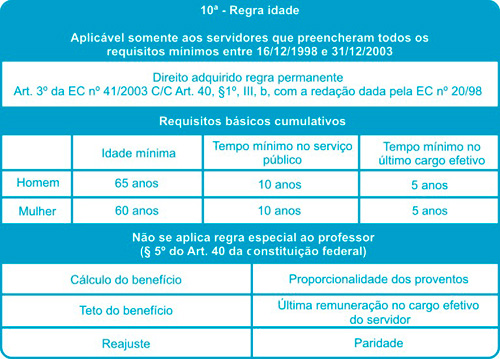 10ª - Regra idade
Aplicável somente aos servidores que preencheram todos os
requisitos mínimos entre 16/12/1998 e 31/12/2003
Direito adquirido regra permanente
Art. 3º da EC nº 41/2003 C/C Art. 40, §1º, III, b, com a redação dada pela EC nº 20/98
Requisitos básicos cumulativos
Idade mínima
Tempo mínimo no serviço
público
Tempo mínimo no
último cargo efetivo
Homem 65 anos 10 anos 5 anos
Mulher 60 anos 10 anos 5 anos
Não se aplica regra especial ao professor
(§ 5º do Art. 40 da constituição federal)
Cálculo do benefício Proporcionalidade dos proventos
Teto do benefício
Última remuneração no cargo efetivo
do servidor
Reajuste Paridade